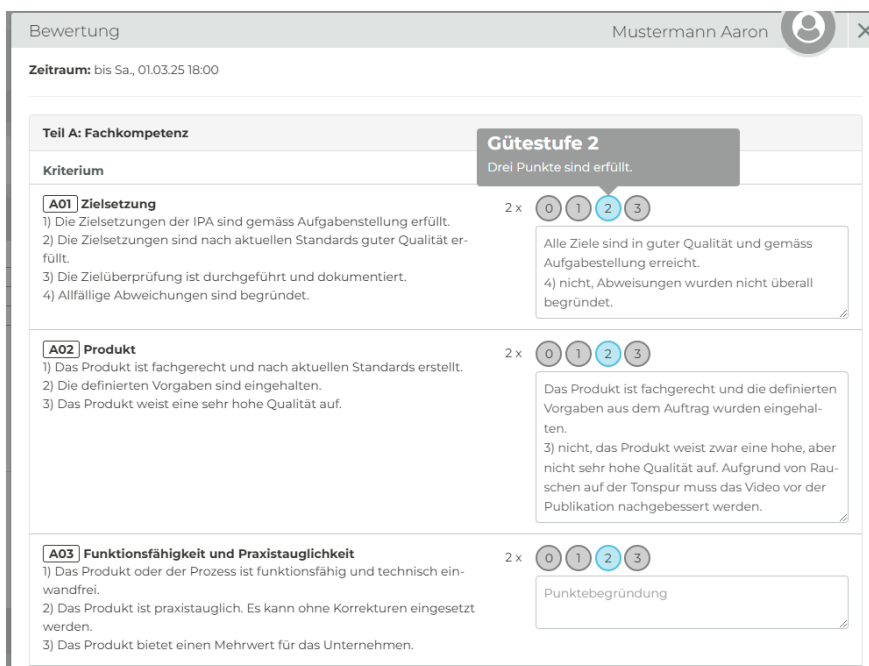 Bewertung
Mustermann Aaron
Zeitraum: bis Sa., 01.03.25 18:00
Teil A: Fachkompetenz
Gütestufe 2
Drei Punkte sind erfüllt.
Kriterium
A01 Zielsetzung
1) Die Zielsetzungen der IPA sind gemäss Aufgabenstellung erfüllt.
2) Die Zielsetzungen sind nach aktuellen Standards guter Qualität er-
füllt.
3) Die Zielüberprüfung ist durchgeführt und dokumentiert.
4) Allfällige Abweichungen sind begründet.
2 x 0 1 2 3
Alle Ziele sind in guter Qualität und gemäss
Aufgabestellung erreicht.
4) nicht, Abweisungen wurden nicht überall
begründet.
A02 Produkt
1) Das Produkt ist fachgerecht und nach aktuellen Standards erstellt.
2) Die definierten Vorgaben sind eingehalten.
3) Das Produkt weist eine sehr hohe Qualität auf.
2 x 0 1 2 3
Das Produkt ist fachgerecht und die definierten
Vorgaben aus dem Auftrag wurden eingehal-
ten.
3) nicht, das Produkt weist zwar eine hohe, aber
nicht sehr hohe Qualität auf. Aufgrund von Rau-
schen auf der Tonspur muss das Video vor der
Publikation nachgebessert werden.
A03 Funktionsfähigkeit und Praxistauglichkeit
1) Das Produkt oder der Prozess ist funktionsfähig und technisch ein-
wandfrei.
2) Das Produkt ist praxistauglich. Es kann ohne Korrekturen eingesetzt
werden.
3) Das Produkt bietet einen Mehrwert für das Unternehmen.
2 x 0 1 2 3
Punktebegründung